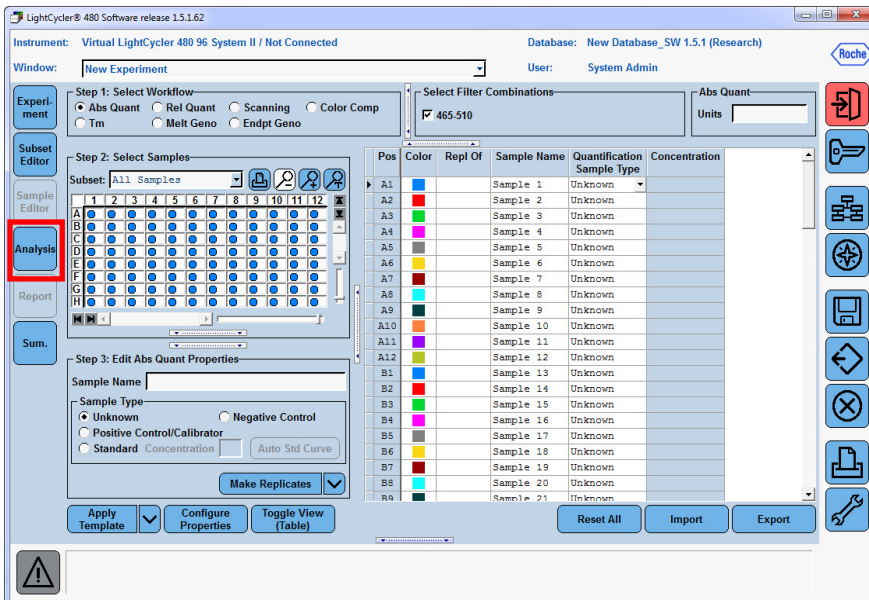 LightCycler® 480 Software release 1.5.1.62
Instrument: Virtual LightCycler 480 96 System II / Not Connected
Database: New Database_SW 1.5.1 (Research)
Window: New Experiment
User: System Admin
Roche
Experi-
ment
Subset
Editor
Sample
Editor
Analysis
Report
Sum.
Step 1: Select Workflow
Abs Quant Rel Quant Scanning Color Comp
Tm Melt Geno Endpt Geno
Select Filter Combinations
465-510
Abs Quant
Units
Step 2: Select Samples
Subset: All Samples
1 2 3 4 5 6 7 8 9 10 11 12
A
B
C
D
E
F
G
H
Step 3: Edit Abs Quant Properties
Sample Name
Sample Type
Unknown Negative Control
Positive Control/Calibrator
Standard Concentration Auto Std Curve
Make Replicates
Apply
Template
Configure
Properties
Toggle View
(Table)
Pos Color Repl Of Sample Name Quantification Concentration
Sample Type
A1 Sample 1 Unknown
A2 Sample 2 Unknown
A3 Sample 3 Unknown
A4 Sample 4 Unknown
A5 Sample 5 Unknown
A6 Sample 6 Unknown
A7 Sample 7 Unknown
A8 Sample 8 Unknown
A9 Sample 9 Unknown
A10 Sample 10 Unknown
A11 Sample 11 Unknown
A12 Sample 12 Unknown
B1 Sample 13 Unknown
B2 Sample 14 Unknown
B3 Sample 15 Unknown
B4 Sample 16 Unknown
B5 Sample 17 Unknown
B6 Sample 18 Unknown
B7 Sample 19 Unknown
B8 Sample 20 Unknown
B9 Sample 21 Unknown
Reset All Import Export